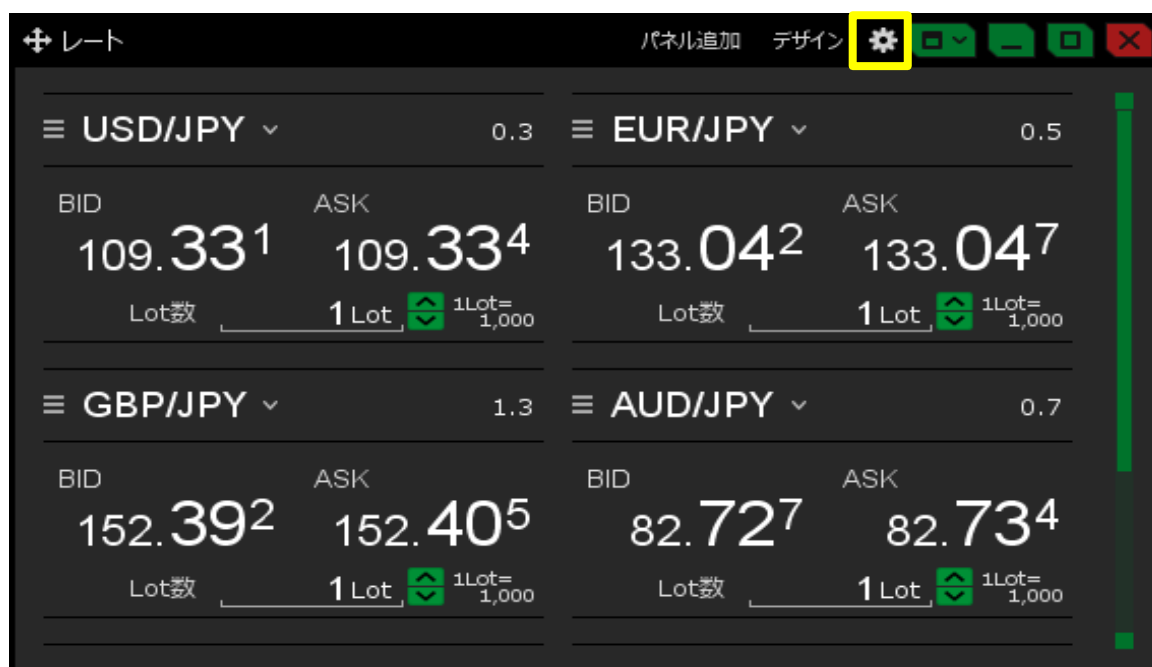 レート パネル追加 デザイン
USD/JPY 0.3 EUR/JPY 0.5
BID ASK BID ASK
109.331 109.334 133.042 133.047
Lot数 1 Lot 1Lot= 1,000 Lot数 1 Lot 1Lot= 1,000
GBP/JPY 1.3 AUD/JPY 0.7
BID ASK BID ASK
152.392 152.405 82.727 82.734
Lot数 1 Lot 1Lot= 1,000 Lot数 1 Lot 1Lot= 1,000